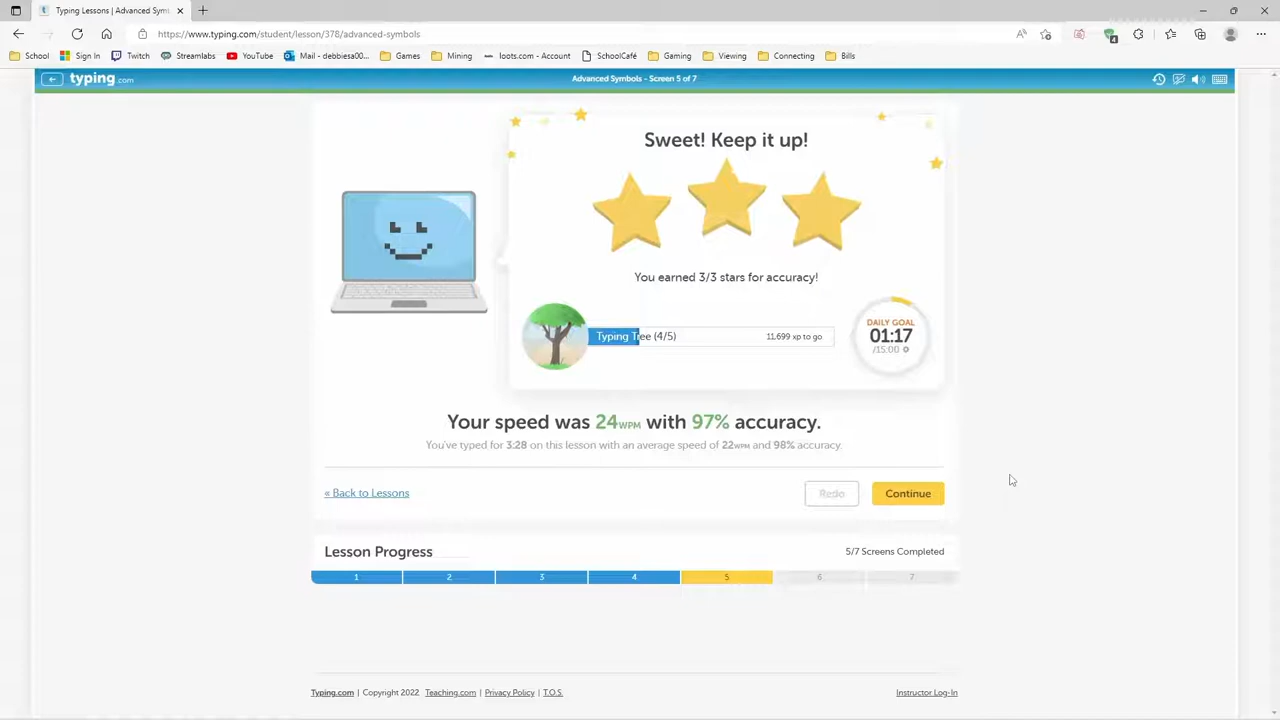 Typing Lessons | Advanced Sym
https://www.typing.com/student/lesson/378/advanced-symbols
4
School Sign In Twitch Streamlabs YouTube Mail - debbiesa00... Games Mining loots.com - Account SchoolCafé Gaming Viewing Connecting Bills
typing.com
Advanced Symbols - Screen 5 of 7
Sweet! Keep it up!
You earned 3/3 stars for accuracy!
Typing Tree (4/5)
11,699 xp to go
DAILY GOAL
01:17
/15:00
Your speed was 24WPM with 97% accuracy.
You've typed for 3:28 on this lesson with an average speed of 22WPM and 98% accuracy.
« Back to Lessons
Redo
Continue
Lesson Progress
5/7 Screens Completed
1 2 3 4 5 6 7
Typing.com | Copyright 2022 Teaching.com | Privacy Policy | T.O.S.
Instructor Log-In